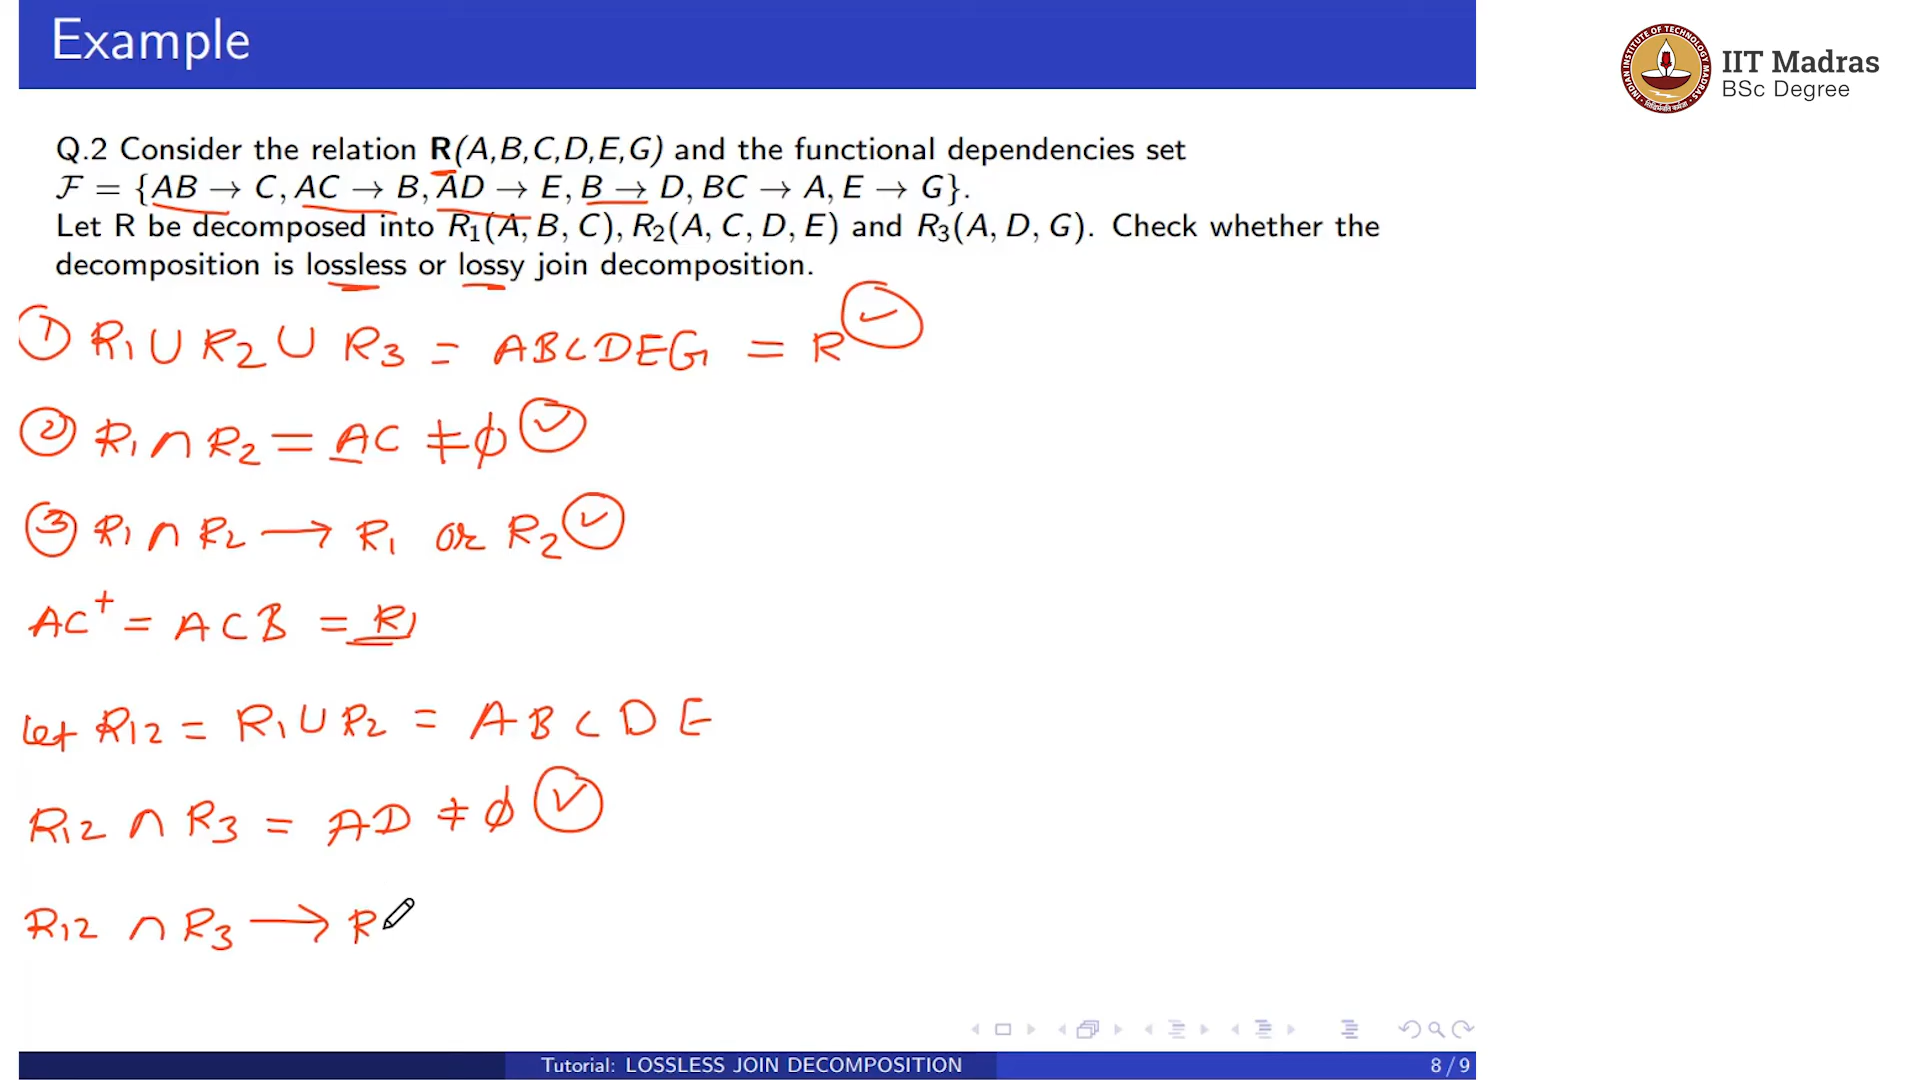 Example
IIT Madras
BSc Degree
Q.2 Consider the relation R(A,B,C,D,E,G) and the functional dependencies set
ℱ = {AB → C, AC → B, AD → E, B → D, BC → A, E → G}.
Let R be decomposed into R₁(A, B, C), R₂(A, C, D, E) and R₃(A, D, G). Check whether the
decomposition is lossless or lossy join decomposition.
① R1 ∪ R2 ∪ R3 = ABCDEG = R ✓
② R1 ∩ R2 = AC ≠ ϕ ✓
③ R1 ∩ R2 → R1 or R2 ✓
AC⁺ = ACB = R1
let R12 = R1 ∪ R2 = A B C D E
R12 ∩ R3 = AD ≠ ϕ ✓
R12 ∩ R3 → R
Tutorial: LOSSLESS JOIN DECOMPOSITION
8 / 9